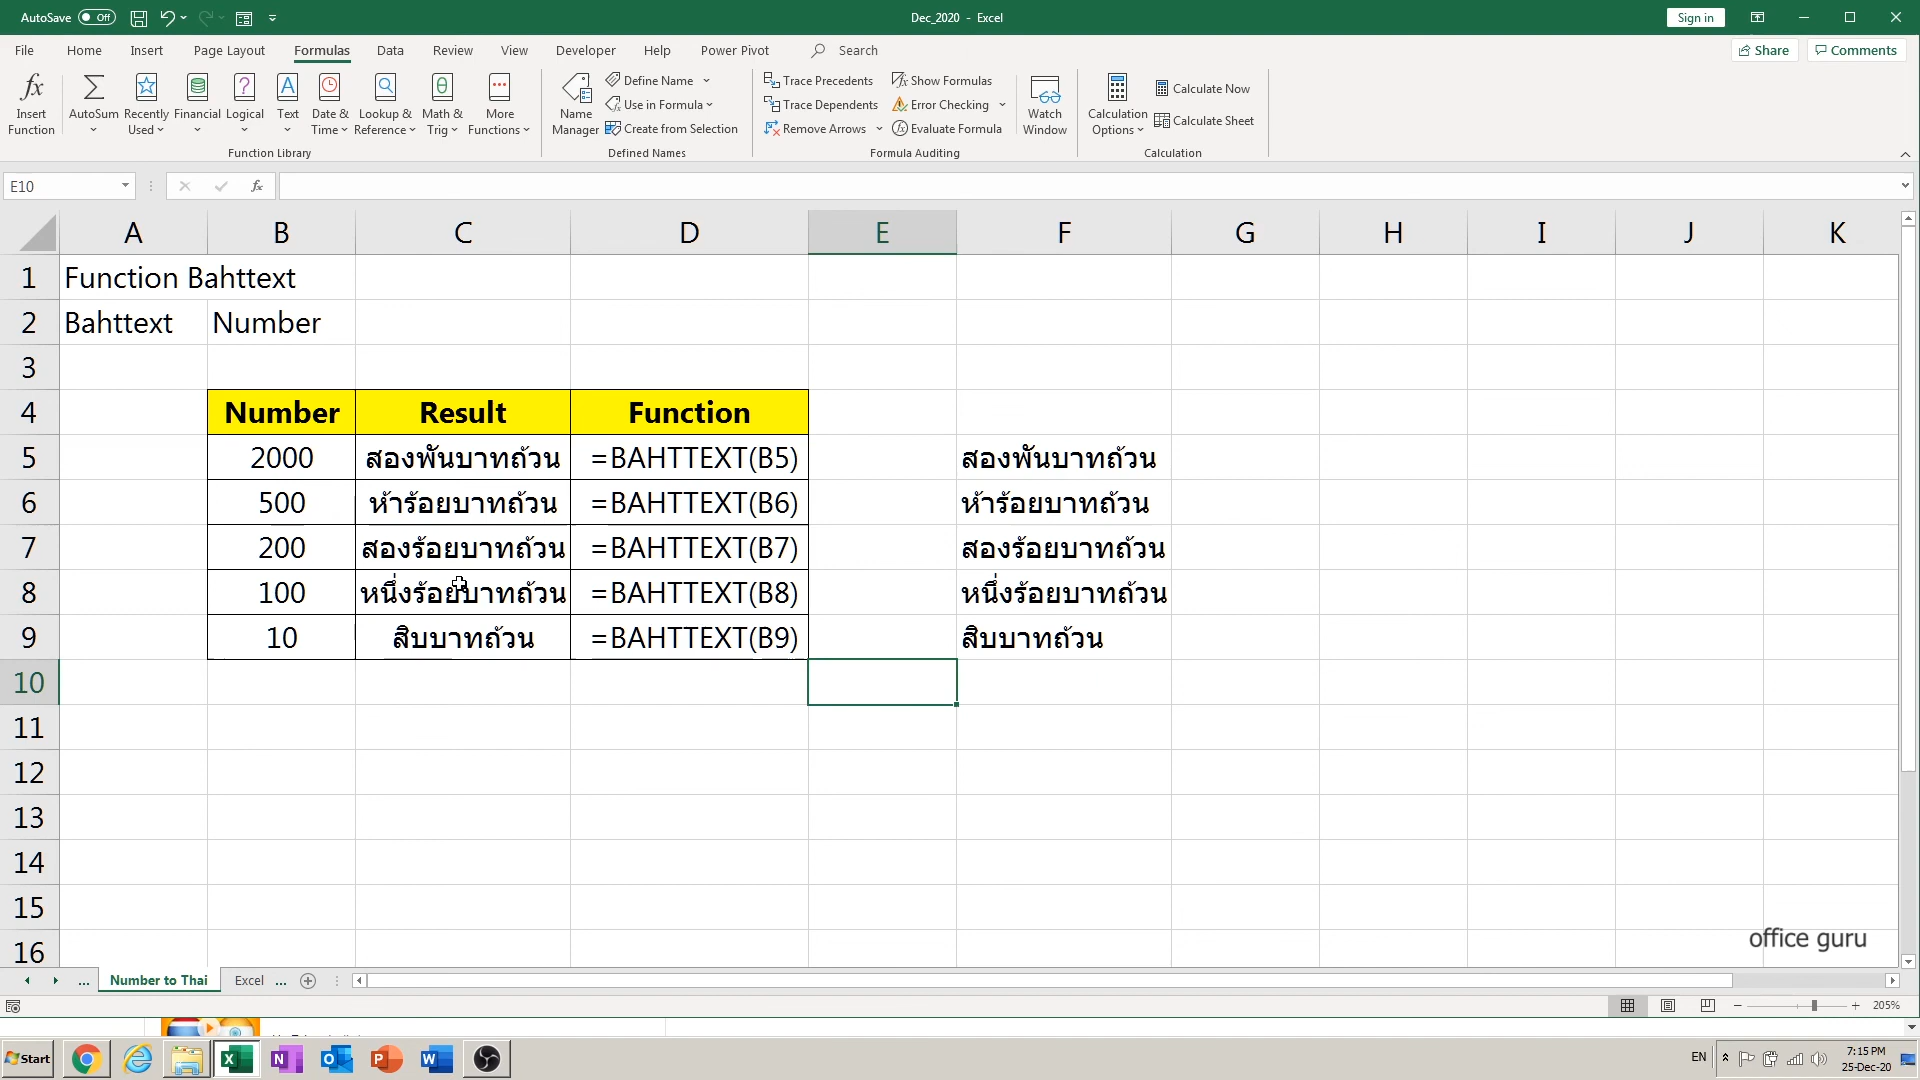 AutoSave Off
Dec_2020 - Excel
Sign in
File Home Insert Page Layout Formulas Data Review View Developer Help Power Pivot Search
Share Comments
fx Insert Function
AutoSum
Recently Used
Financial
Logical
Text
Date & Time
Lookup & Reference
Math & Trig
More Functions
Function Library
Name Manager
Define Name
Use in Formula
Create from Selection
Defined Names
Trace Precedents
Trace Dependents
Remove Arrows
Show Formulas
Error Checking
Evaluate Formula
Formula Auditing
Watch Window
Calculation Options
Calculate Now
Calculate Sheet
Calculation
E10 fx
A B C D E F G H I J K
1 Function Bahttext
2 Bahttext Number
3
4 Number Result Function
5 2000 สองพันบาทถ้วน =BAHTTEXT(B5) สองพันบาทถ้วน
6 500 ห้าร้อยบาทถ้วน =BAHTTEXT(B6) ห้าร้อยบาทถ้วน
7 200 สองร้อยบาทถ้วน =BAHTTEXT(B7) สองร้อยบาทถ้วน
8 100 หนึ่งร้อยบาทถ้วน =BAHTTEXT(B8) หนึ่งร้อยบาทถ้วน
9 10 สิบบาทถ้วน =BAHTTEXT(B9) สิบบาทถ้วน
10
11
12
13
14
15
office guru
16
... Number to Thai Excel ...
205%
Start
EN
7:15 PM
25-Dec-20